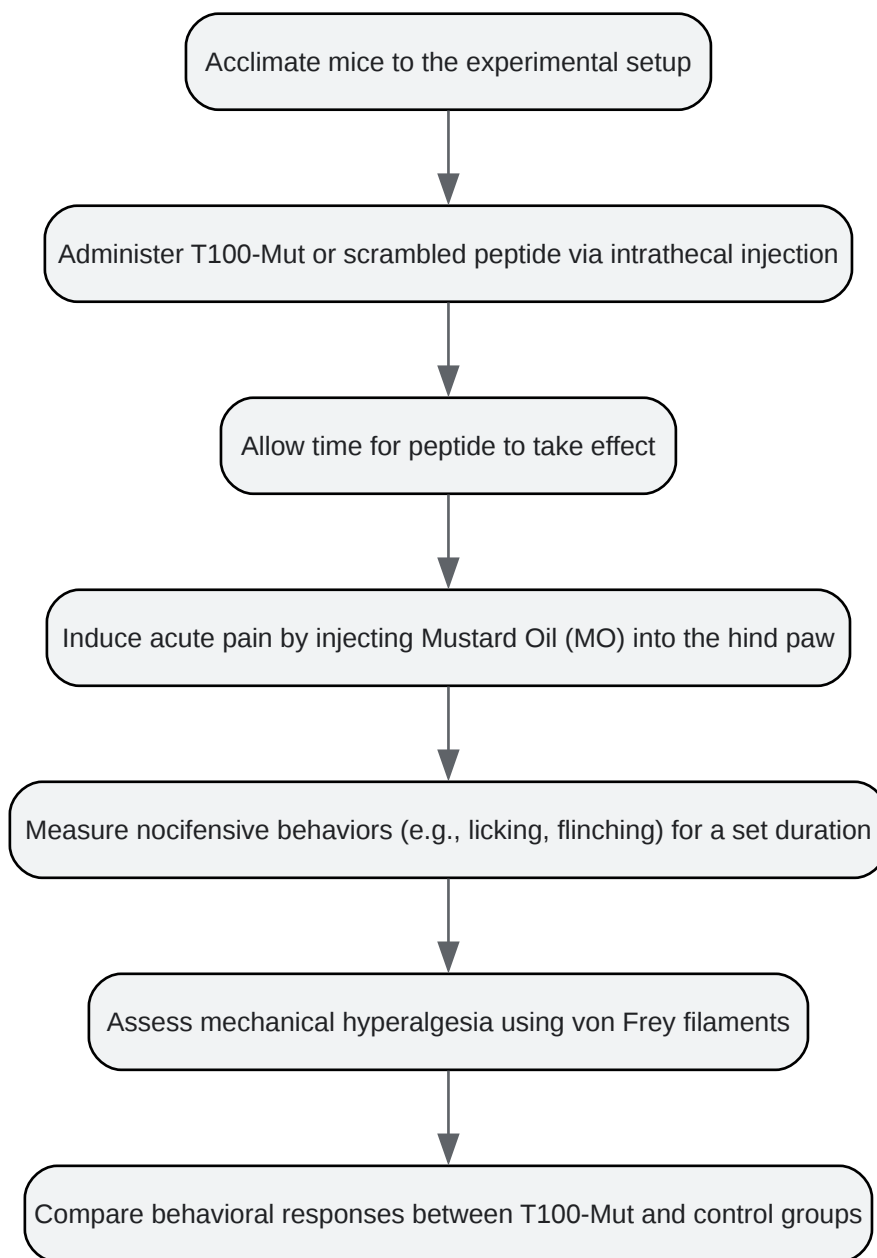 Acclimate mice to the experimental setup
Administer T100-Mut or scrambled peptide via intrathecal injection
Allow time for peptide to take effect
Induce acute pain by injecting Mustard Oil (MO) into the hind paw
Measure nocifensive behaviors (e.g., licking, flinching) for a set duration
Assess mechanical hyperalgesia using von Frey filaments
Compare behavioral responses between T100-Mut and control groups